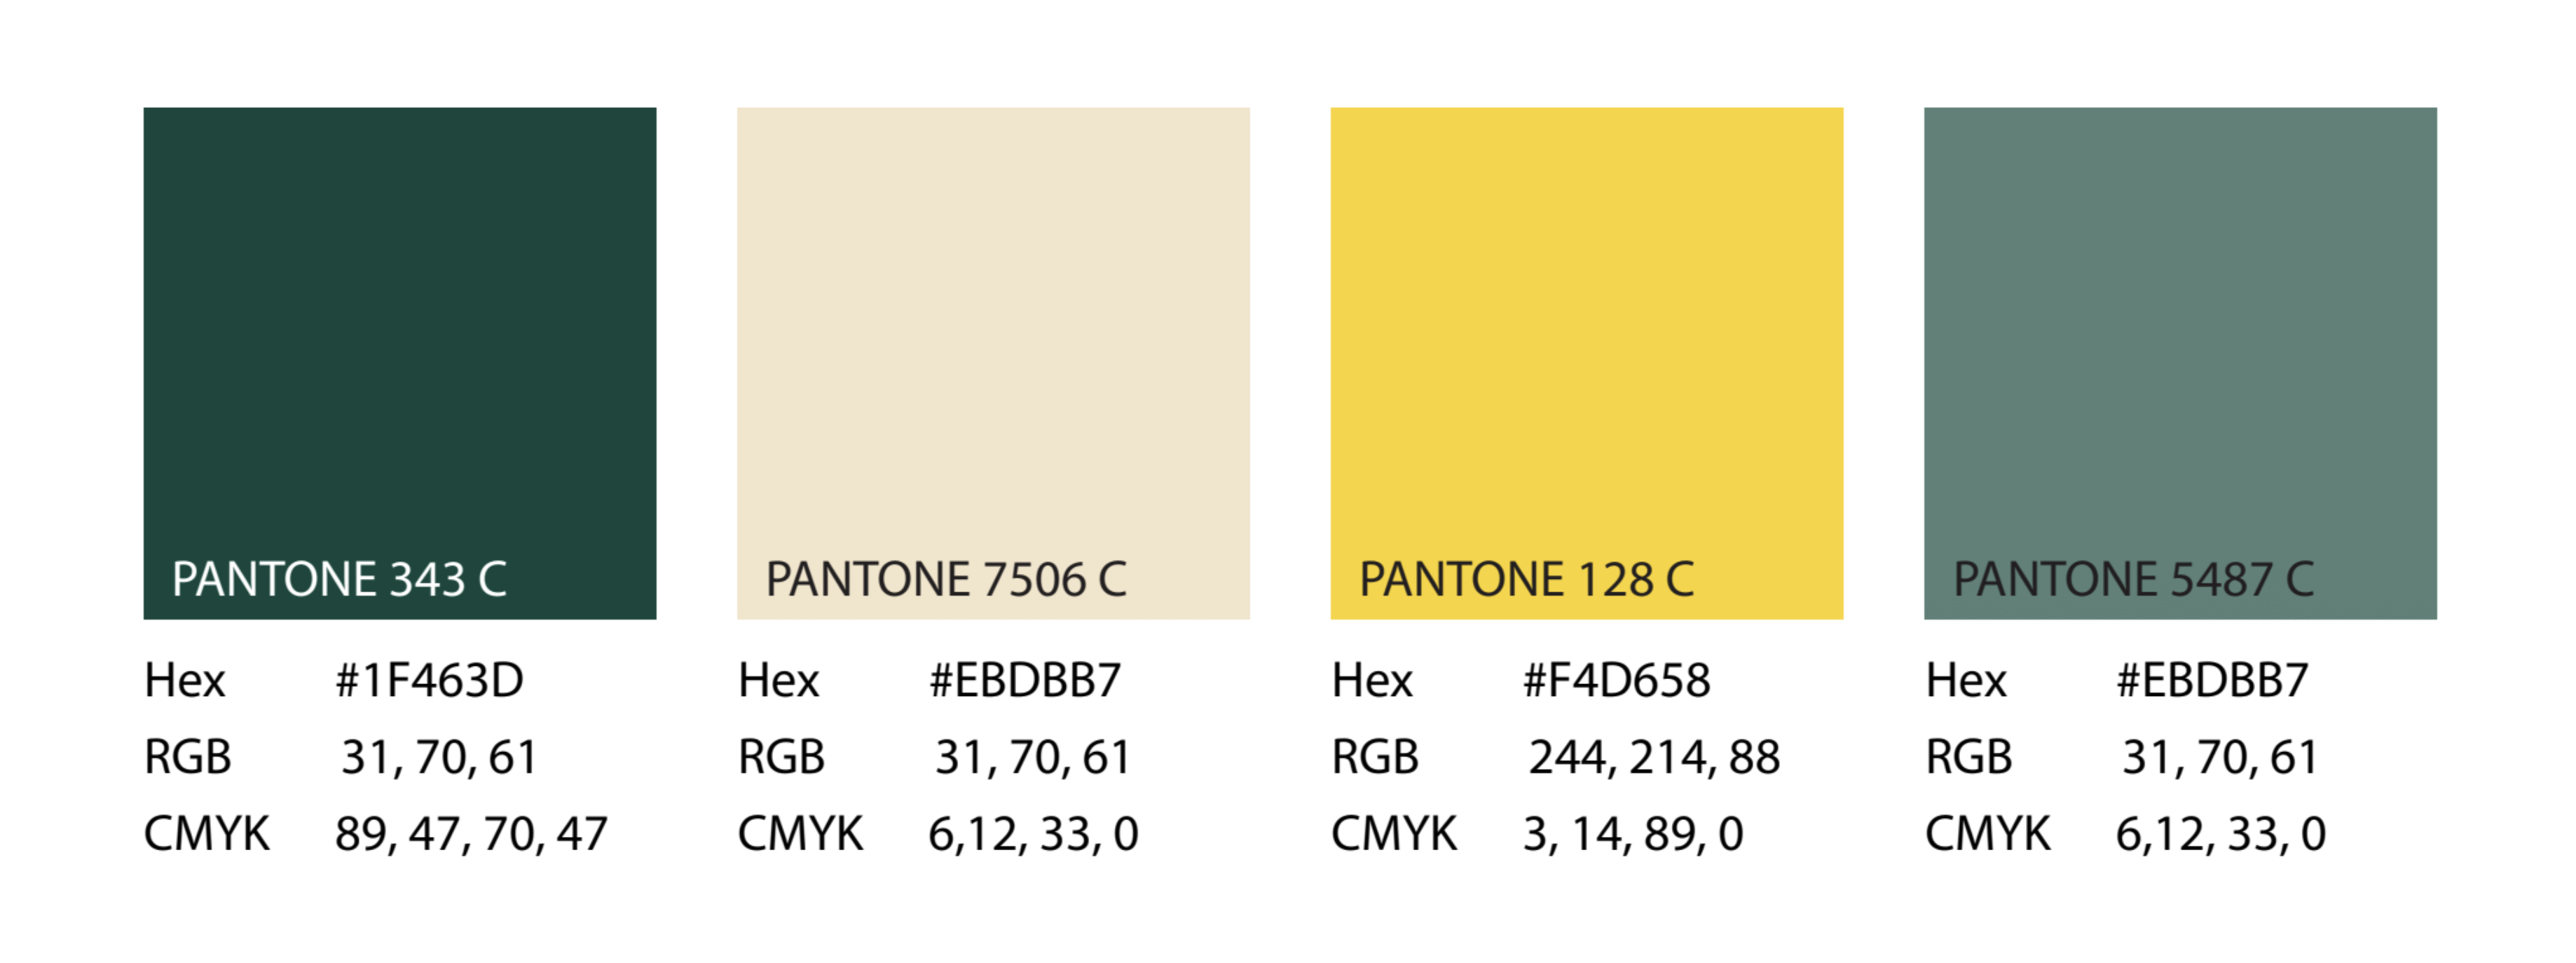 PANTONE 343 C
Hex #1F463D
RGB 31, 70, 61
CMYK 89, 47, 70, 47
PANTONE 7506 C
Hex #EBDBB7
RGB 31, 70, 61
CMYK 6,12, 33, 0
PANTONE 128 C
Hex #F4D658
RGB 244, 214, 88
CMYK 3, 14, 89, 0
PANTONE 5487 C
Hex #EBDBB7
RGB 31, 70, 61
CMYK 6,12, 33, 0